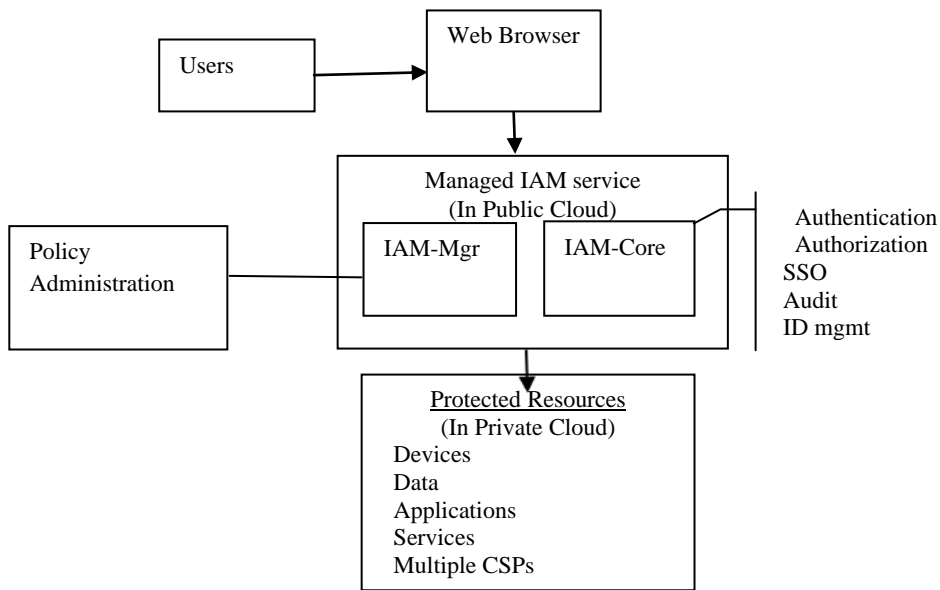 Users
Web Browser
Managed IAM service
(In Public Cloud)
IAM-Mgr
IAM-Core
Authentication
Authorization
SSO
Audit
ID mgmt
Policy
Administration
Protected Resources
(In Private Cloud)
Devices
Data
Applications
Services
Multiple CSPs